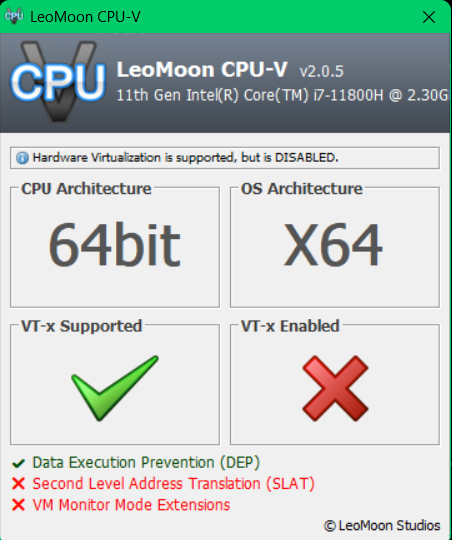 CPU LeoMoon CPU-V
CPU LeoMoon CPU-V v2.0.5
11th Gen Intel(R) Core(TM) i7-11800H @ 2.30G
Hardware Virtualization is supported, but is DISABLED.
CPU Architecture
64bit
OS Architecture
X64
VT-x Supported
VT-x Enabled
Data Execution Prevention (DEP)
Second Level Address Translation (SLAT)
VM Monitor Mode Extensions
© LeoMoon Studios